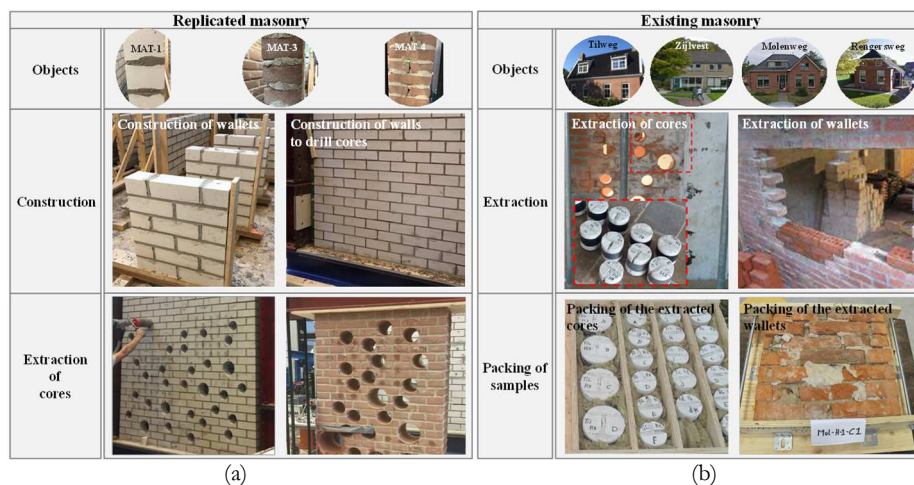 Replicated masonry
Objects
MAT-1
MAT-3
MAT-4
Construction
Construction of wallets
Construction of walls
to drill cores
Extraction
of
cores
(a)
Existing masonry
Objects
Tilweg
Zijlvest
Molenweg
Rengersweg
Extraction
Extraction of cores
Extraction of wallets
Packing of
samples
Packing of the extracted
cores
Packing of the extracted
wallets
Mol-H-1-C1
(b)